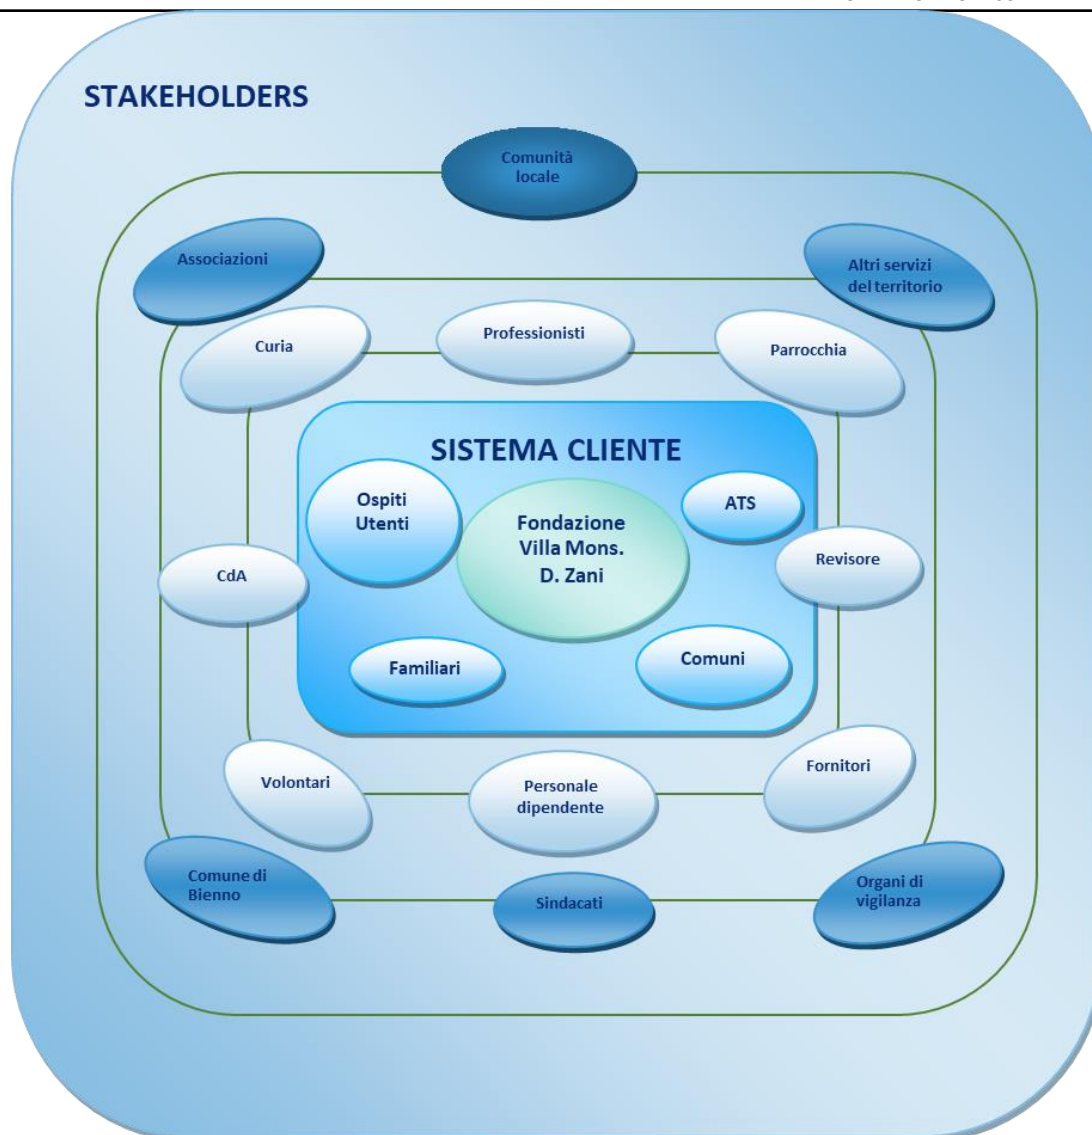 STAKEHOLDERS
Comunità
locale
Associazioni
Altri servizi
del territorio
Curia
Professionisti
Parrocchia
SISTEMA CLIENTE
Ospiti
Utenti
Fondazione
Villa Mons.
D. Zani
ATS
CdA
Revisore
Familiari
Comuni
Volontari
Personale
dipendente
Fornitori
Comune di
Bienno
Sindacati
Organi di
vigilanza